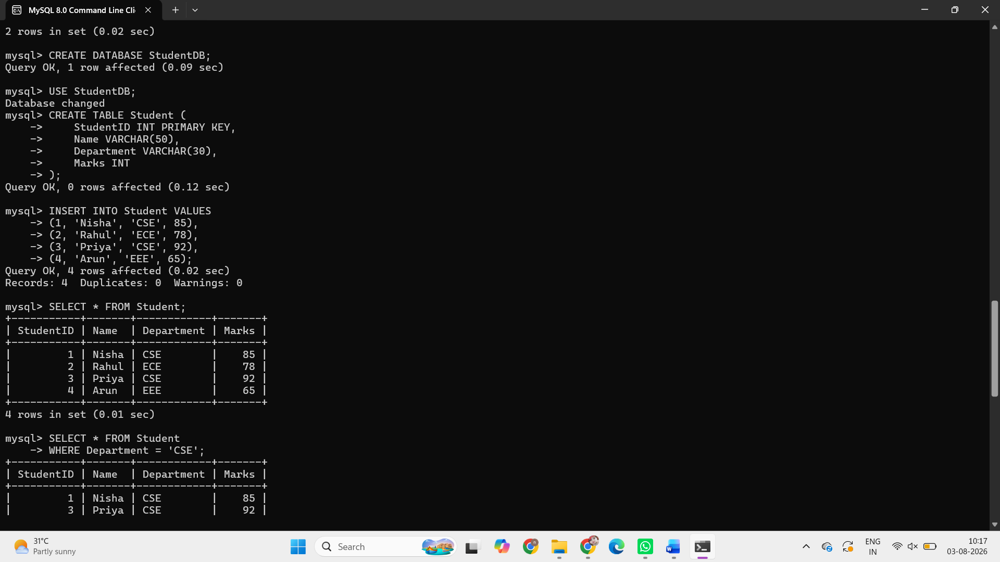 MySQL 8.0 Command Line Cli
2 rows in set (0.02 sec)
mysql> CREATE DATABASE StudentDB;
Query OK, 1 row affected (0.09 sec)
mysql> USE StudentDB;
Database changed
mysql> CREATE TABLE Student (
    ->     StudentID INT PRIMARY KEY,
    ->     Name VARCHAR(50),
    ->     Department VARCHAR(30),
    ->     Marks INT
    -> );
Query OK, 0 rows affected (0.12 sec)
mysql> INSERT INTO Student VALUES
    -> (1, 'Nisha', 'CSE', 85),
    -> (2, 'Rahul', 'ECE', 78),
    -> (3, 'Priya', 'CSE', 92),
    -> (4, 'Arun', 'EEE', 65);
Query OK, 4 rows affected (0.02 sec)
Records: 4  Duplicates: 0  Warnings: 0
mysql> SELECT * FROM Student;
+-----------+-------+------------+-------+
| StudentID | Name  | Department | Marks |
+-----------+-------+------------+-------+
|         1 | Nisha | CSE        |    85 |
|         2 | Rahul | ECE        |    78 |
|         3 | Priya | CSE        |    92 |
|         4 | Arun  | EEE        |    65 |
+-----------+-------+------------+-------+
4 rows in set (0.01 sec)
mysql> SELECT * FROM Student
    -> WHERE Department = 'CSE';
+-----------+-------+------------+-------+
| StudentID | Name  | Department | Marks |
+-----------+-------+------------+-------+
|         1 | Nisha | CSE        |    85 |
|         3 | Priya | CSE        |    92 |
31°C
Partly sunny
Search
ENG
IN
10:17
03-08-2026